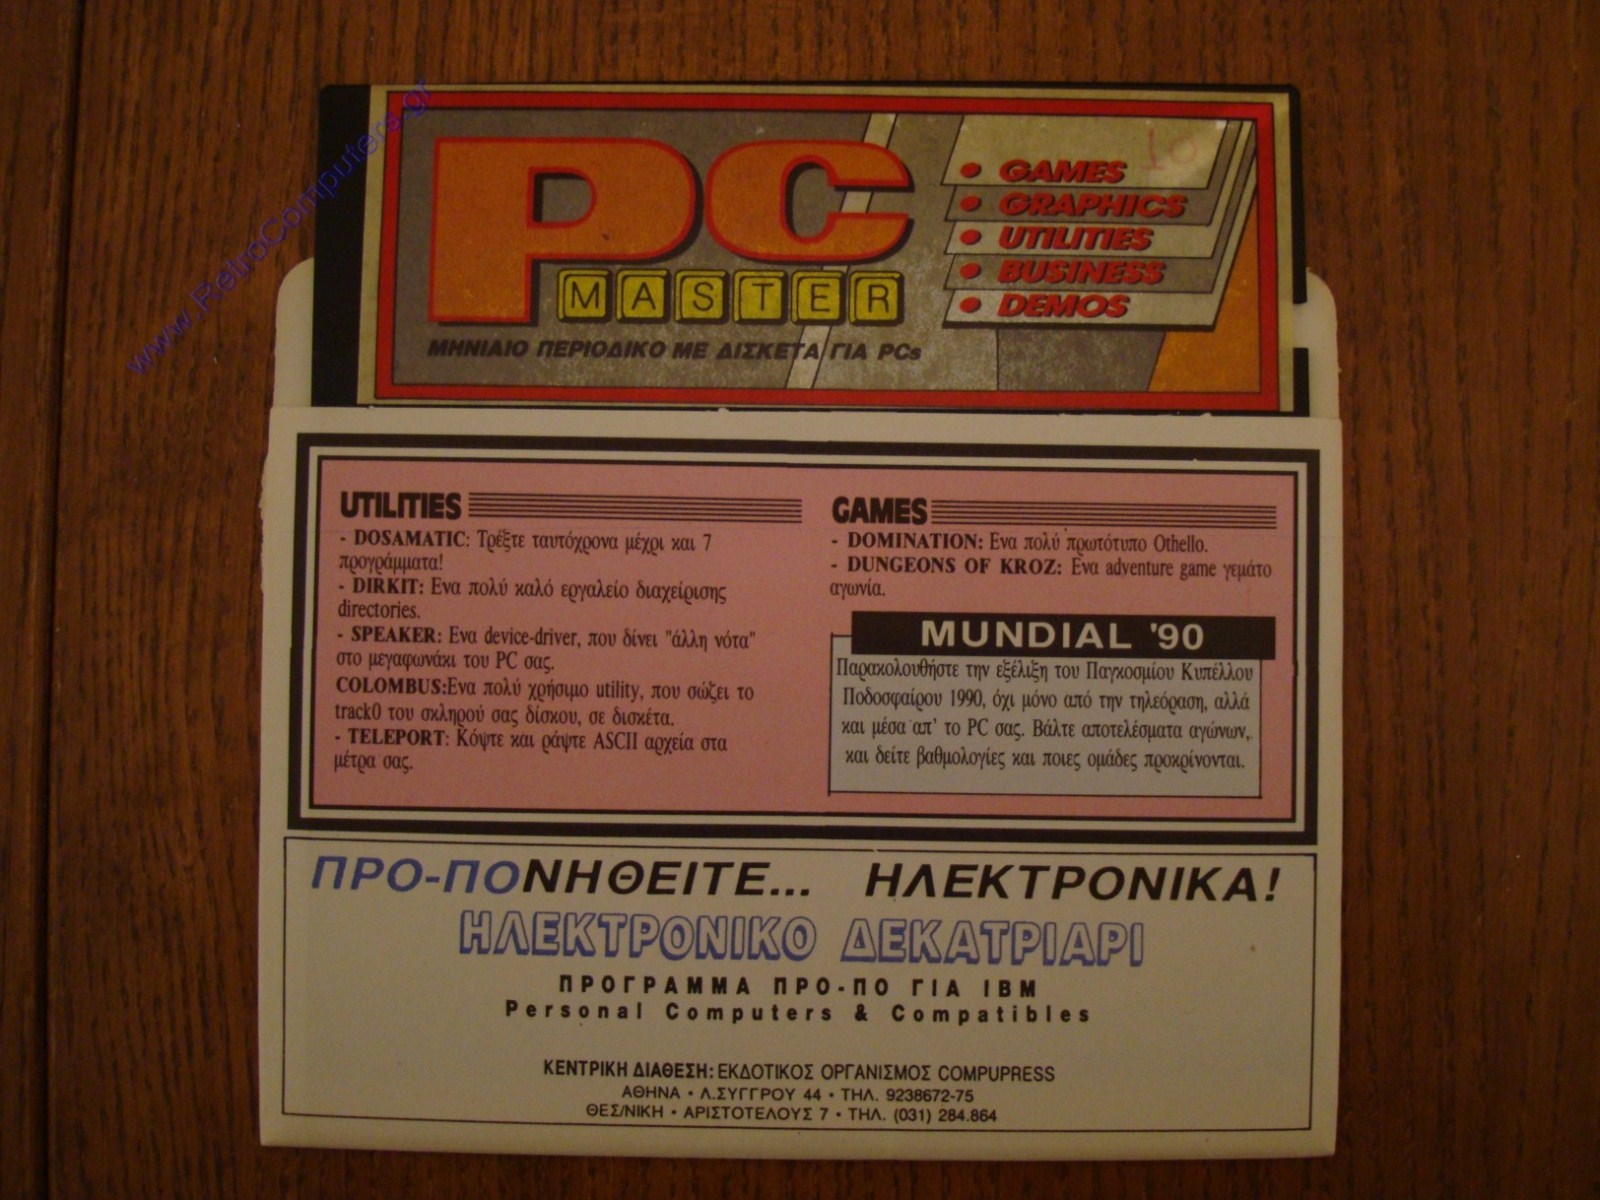 www.RetroComputers.gr
PC
MASTER
ΜΗΝΙΑΙΟ ΠΕΡΙΟΔΙΚΟ ΜΕ ΔΙΣΚΕΤΑ ΓΙΑ PCs
• GAMES
• GRAPHICS
• UTILITIES
• BUSINESS
• DEMOS
10
UTILITIES
- DOSAMATIC: Τρέξτε ταυτόχρονα μέχρι και 7
προγράμματα!
- DIRKIT: Ενα πολύ καλό εργαλείο διαχείρισης
directories.
- SPEAKER: Ενα device-driver, που δίνει "άλλη νότα"
στο μεγαφωνάκι του PC σας.
COLOMBUS:Ενα πολύ χρήσιμο utility, που σώζει το
track0 του σκληρού σας δίσκου, σε δισκέτα.
- TELEPORT: Κόψτε και ράψτε ASCII αρχεία στα
μέτρα σας.
GAMES
- DOMINATION: Ενα πολύ πρωτότυπο Othello.
- DUNGEONS OF KROZ: Ενα adventure game γεμάτο
αγωνία.
MUNDIAL '90
Παρακολουθήστε την εξέλιξη του Παγκοσμίου Κυπέλλου
Ποδοσφαίρου 1990, όχι μόνο από την τηλεόραση, αλλά
και μέσα απ' το PC σας. Βάλτε αποτελέσματα αγώνων,
και δείτε βαθμολογίες και ποιες ομάδες προκρίνονται.
ΠΡΟ-ΠΟΝΗΘΕΙΤΕ... ΗΛΕΚΤΡΟΝΙΚΑ!
ΗΛΕΚΤΡΟΝΙΚΟ ΔΕΚΑΤΡΙΑΡΙ
ΠΡΟΓΡΑΜΜΑ ΠΡΟ-ΠΟ ΓΙΑ IBM
Personal Computers & Compatibles
ΚΕΝΤΡΙΚΗ ΔΙΑΘΕΣΗ: ΕΚΔΟΤΙΚΟΣ ΟΡΓΑΝΙΣΜΟΣ COMPUPRESS
ΑΘΗΝΑ • Λ.ΣΥΓΓΡΟΥ 44 • ΤΗΛ. 9238672-75
ΘΕΣ/ΝΙΚΗ • ΑΡΙΣΤΟΤΕΛΟΥΣ 7 • ΤΗΛ. (031) 284.864